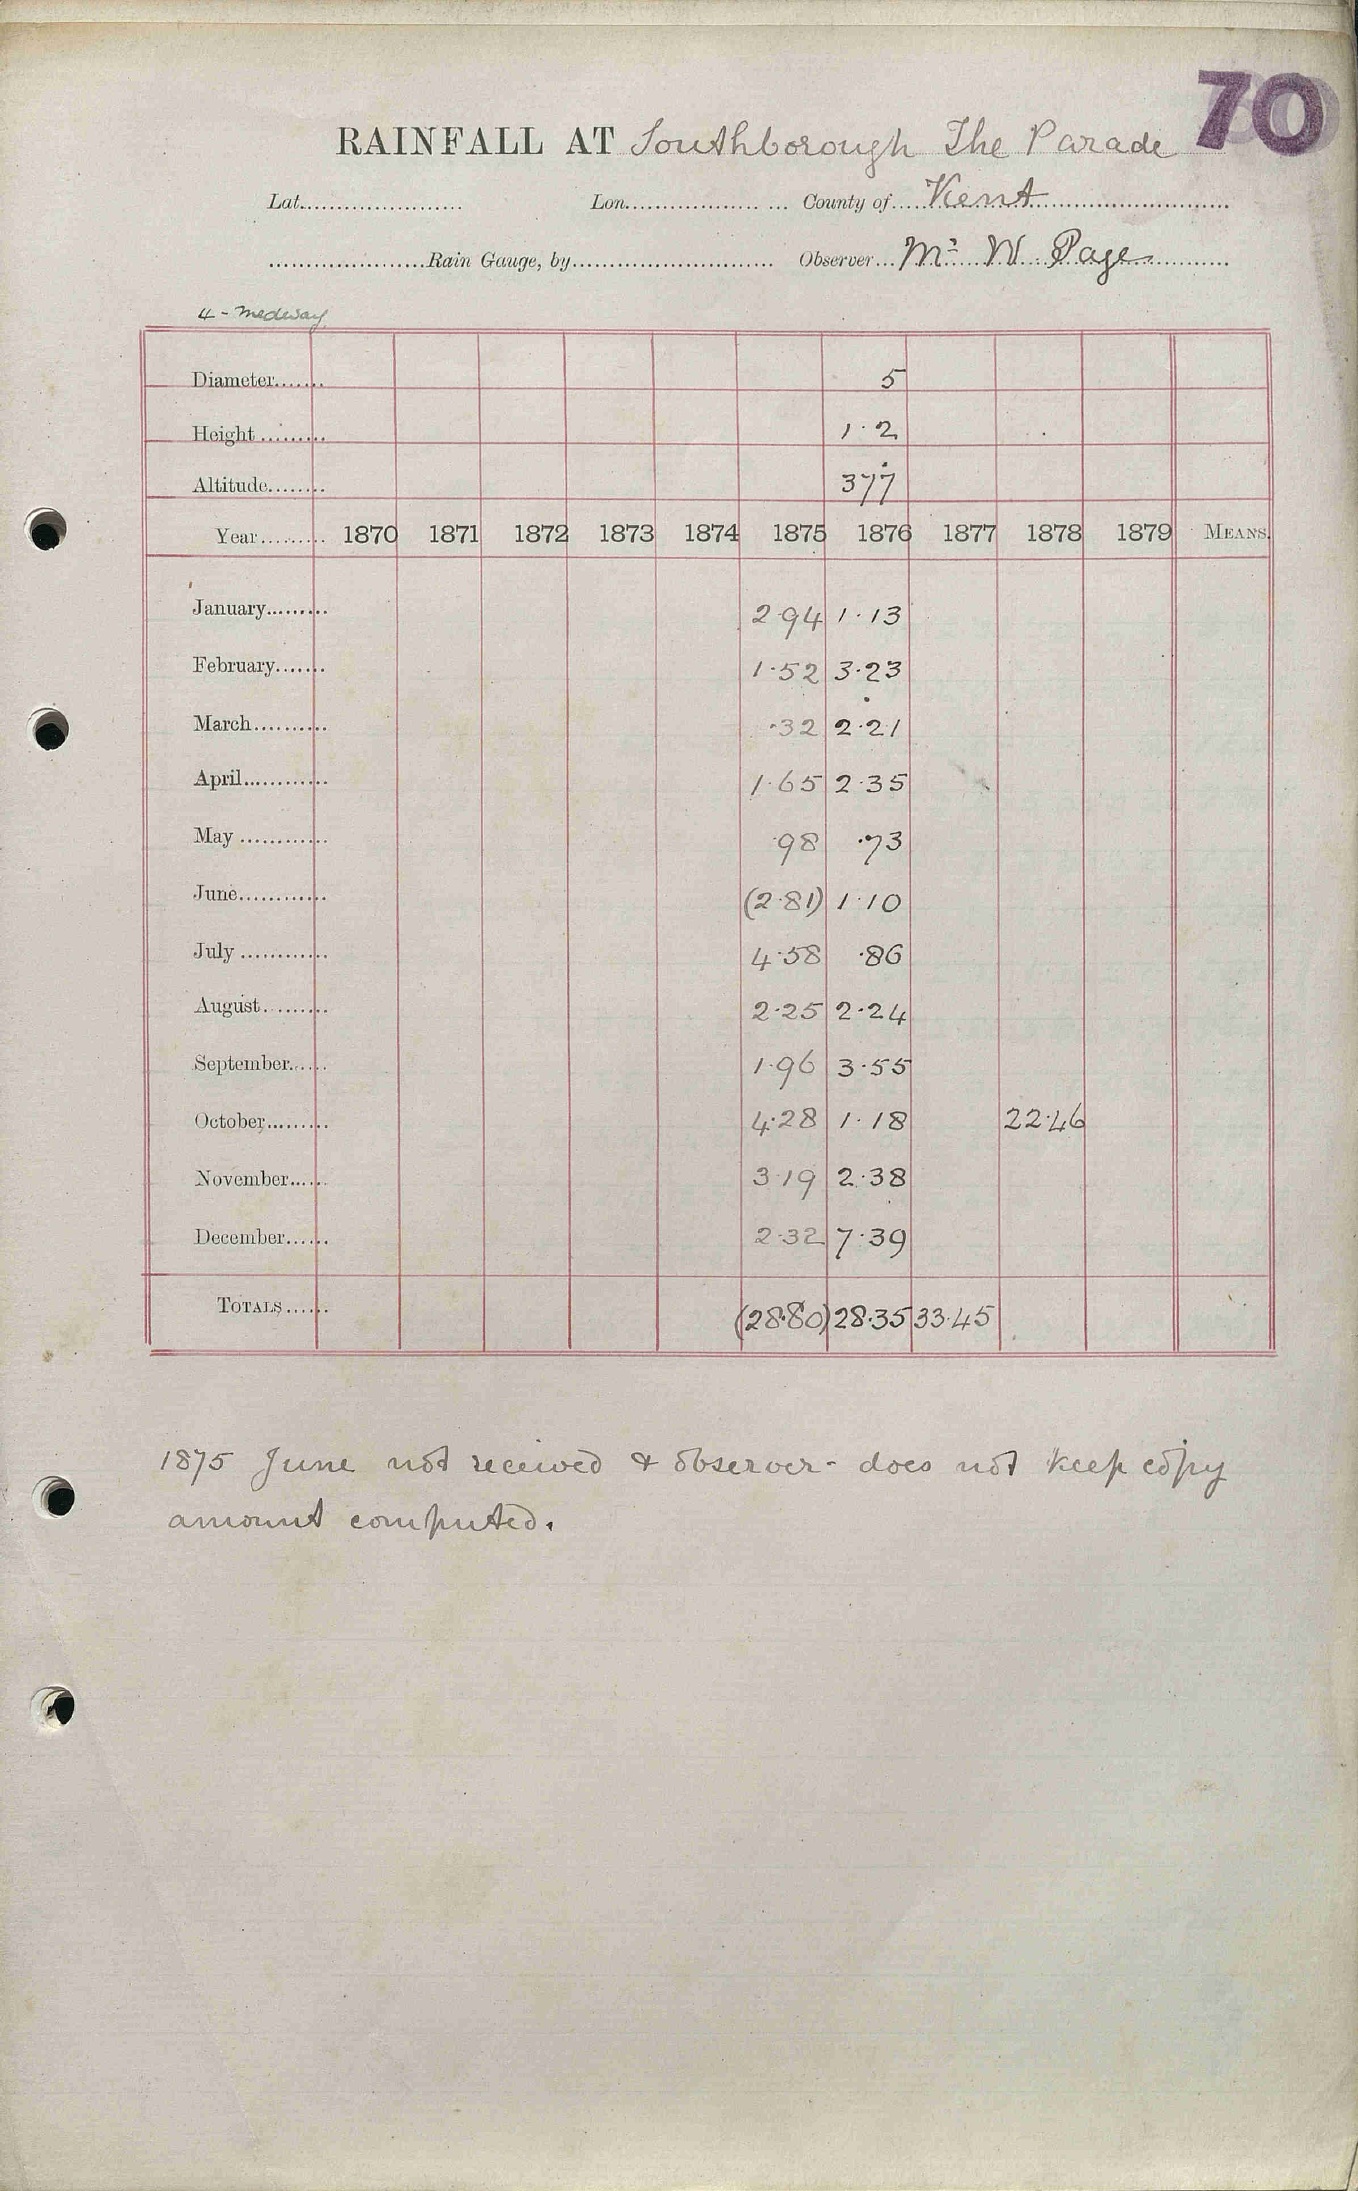 70
RAINFALL AT Southborough The Parade
Lat. Lon. County of Kent
Rain Gauge, by Observer Mr W. Page
4 - Medway
Diameter 5
Height 1·2
Altitude 377
Year 1870 1871 1872 1873 1874 1875 1876 1877 1878 1879 MEANS.
January 2·94 1·13
February 1·52 3·23
March ·32 2·21
April 1·65 2·35
May ·98 ·73
June (2·81) 1·10
July 4·58 ·86
August 2·25 2·24
September 1·96 3·55
October 4·28 1·18 22·46
November 3·19 2·38
December 2·32 7·39
TOTALS (28·80) 28·35 33·45
1875 June not received & observer does not keep copy
amount computed.